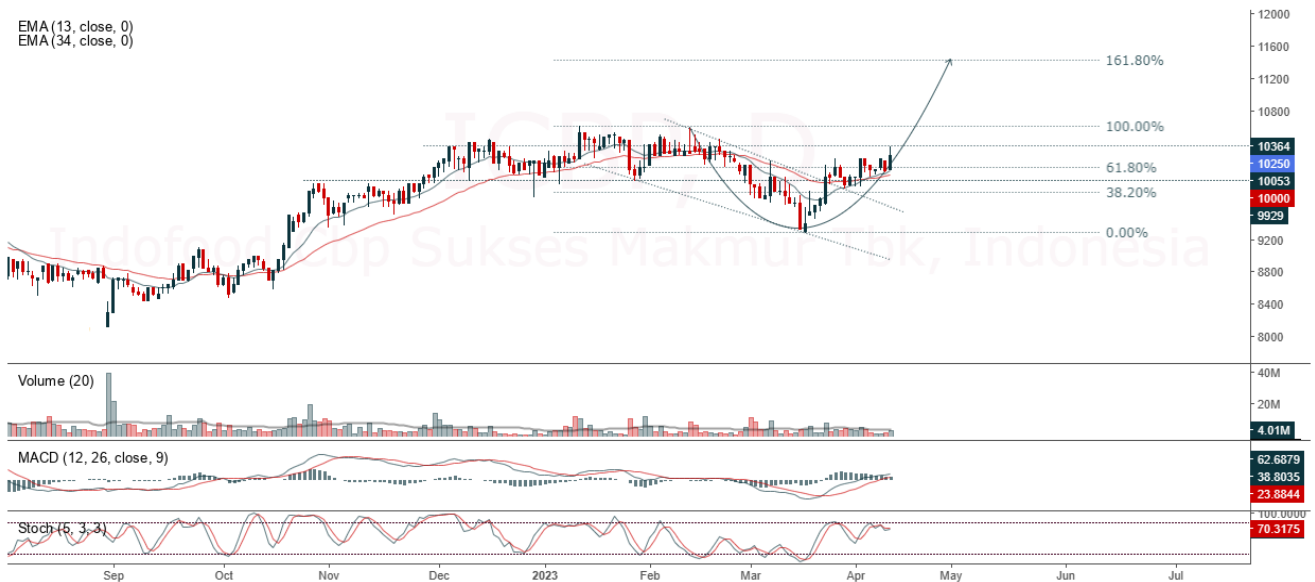 EMA (13, close, 0)
EMA (34, close, 0)
ICBP, D
Indofood Cbp Sukses Makmur Tbk, Indonesia
161.80%
100.00%
61.80%
38.20%
0.00%
12000
11600
11200
10800
10364
10250
10053
10000
9929
9200
8800
8400
8000
Volume (20)
40M
20M
4.01M
MACD (12, 26, close, 9)
62.6879
38.8035
23.8844
Stoch (5, 3, 3)
100.0000
70.3175
Sep Oct Nov Dec 2023 Feb Mar Apr May Jun Jul